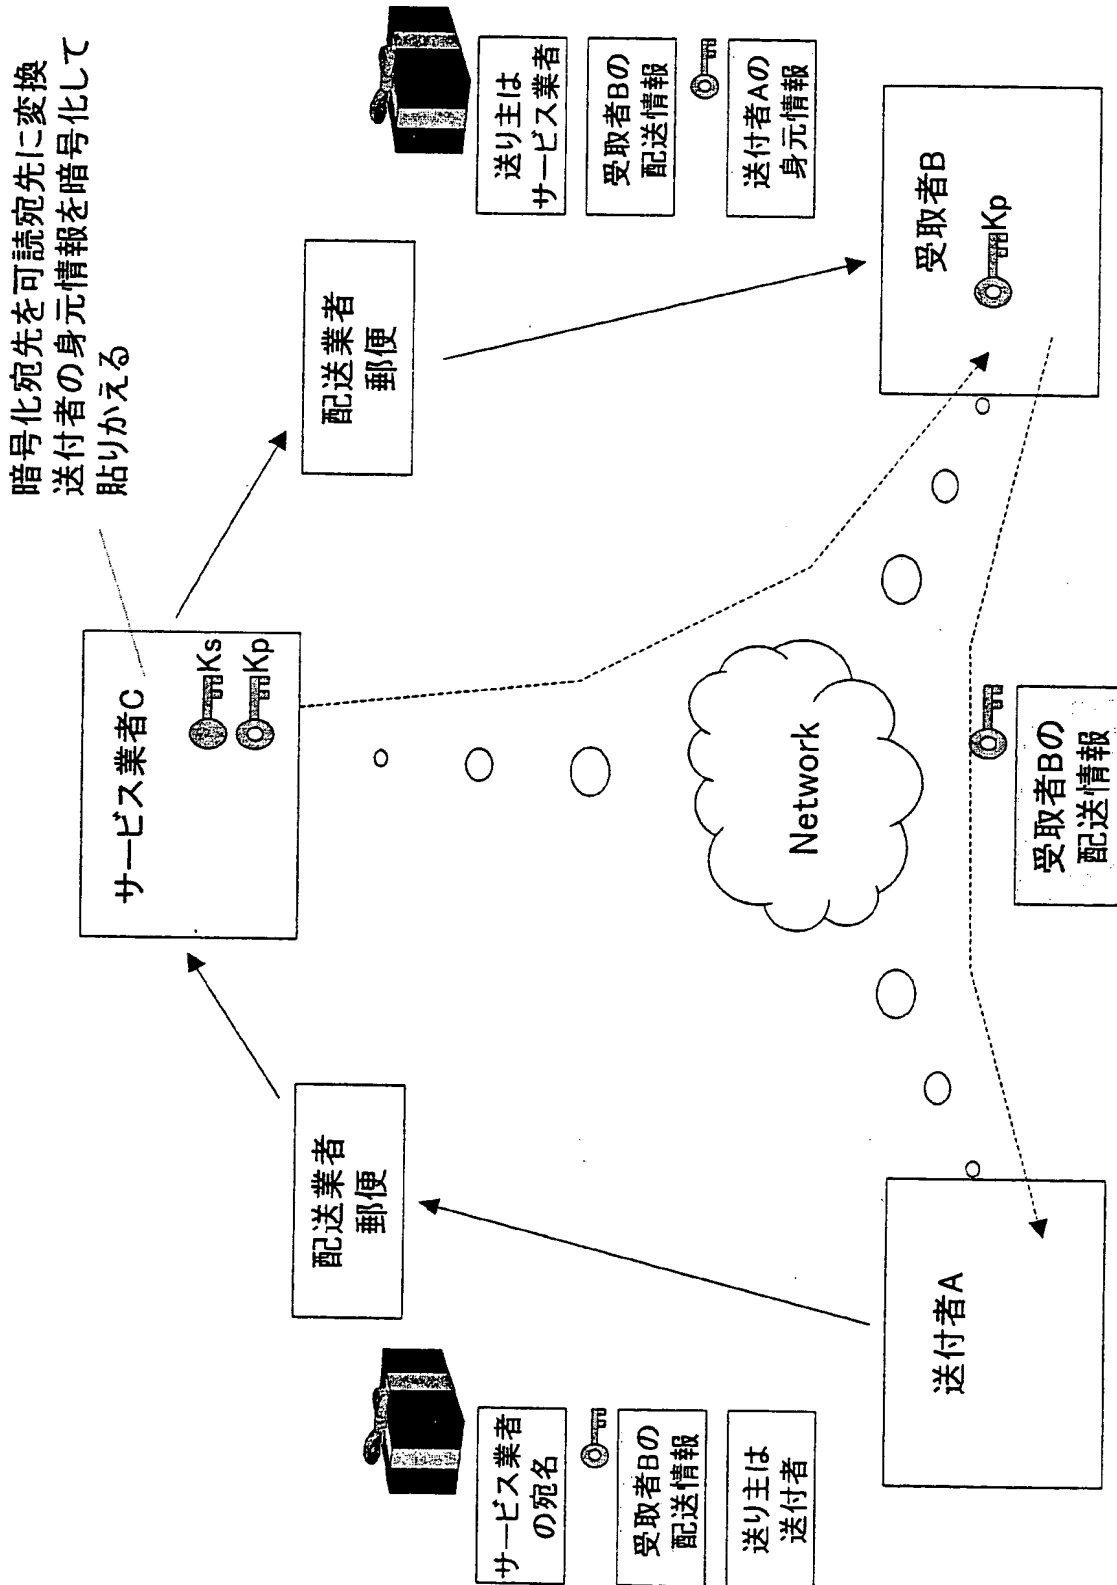 暗号化宛先を可読宛先に変換
送付者の身元情報を暗号化して
貼りかえる
サービス業者C
Ks
Kp
配送業者
郵便
配送業者
郵便
サービス業者
の宛名
受取者Bの
配送情報
送り主は
送付者
送り主は
サービス業者
受取者Bの
配送情報
送付者Aの
身元情報
Network
送付者A
受取者B
Kp
受取者Bの
配送情報